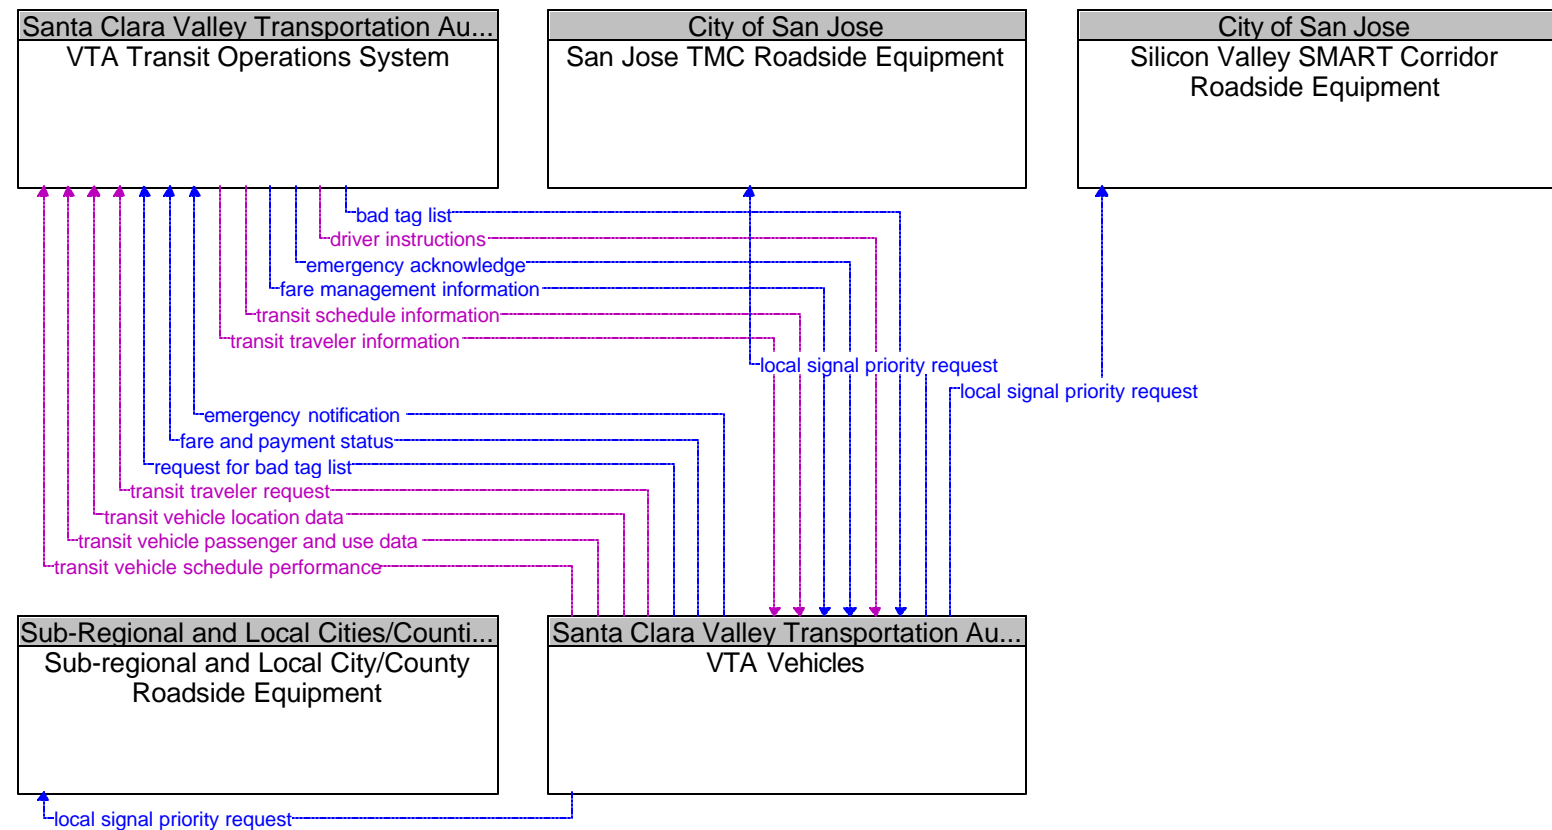 Santa Clara Valley Transportation Au...
VTA Transit Operations System
City of San Jose
San Jose TMC Roadside Equipment
City of San Jose
Silicon Valley SMART Corridor
Roadside Equipment
bad tag list
driver instructions
emergency acknowledge
fare management information
transit schedule information
transit traveler information
local signal priority request
local signal priority request
emergency notification
fare and payment status
request for bad tag list
transit traveler request
transit vehicle location data
transit vehicle passenger and use data
transit vehicle schedule performance
Sub-Regional and Local Cities/Counti...
Sub-regional and Local City/County
Roadside Equipment
Santa Clara Valley Transportation Au...
VTA Vehicles
local signal priority request